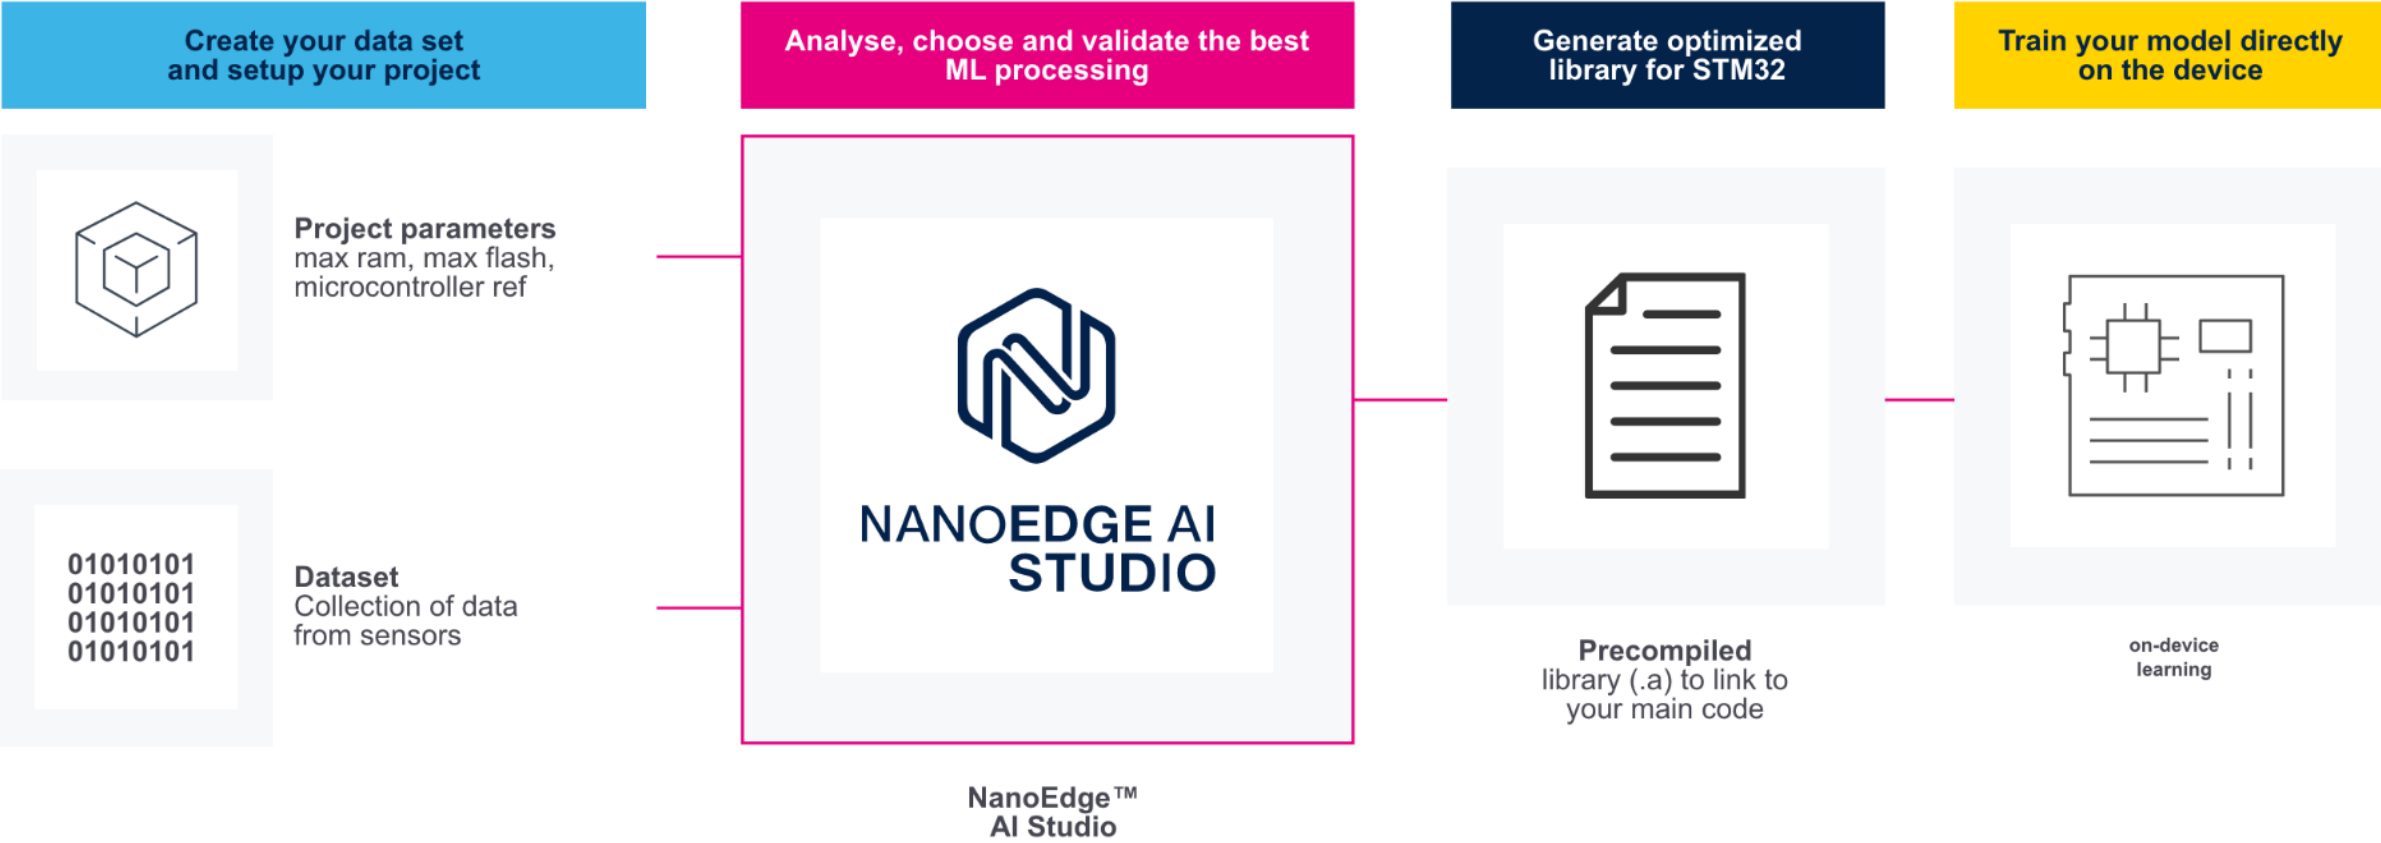 Create your data set
and setup your project
Analyse, choose and validate the best
ML processing
Generate optimized
library for STM32
Train your model directly
on the device
Project parameters
max ram, max flash,
microcontroller ref
01010101
01010101
01010101
01010101
Dataset
Collection of data
from sensors
NANOEDGE AI
STUDIO
NanoEdge™
AI Studio
Precompiled
library (.a) to link to
your main code
on-device
learning